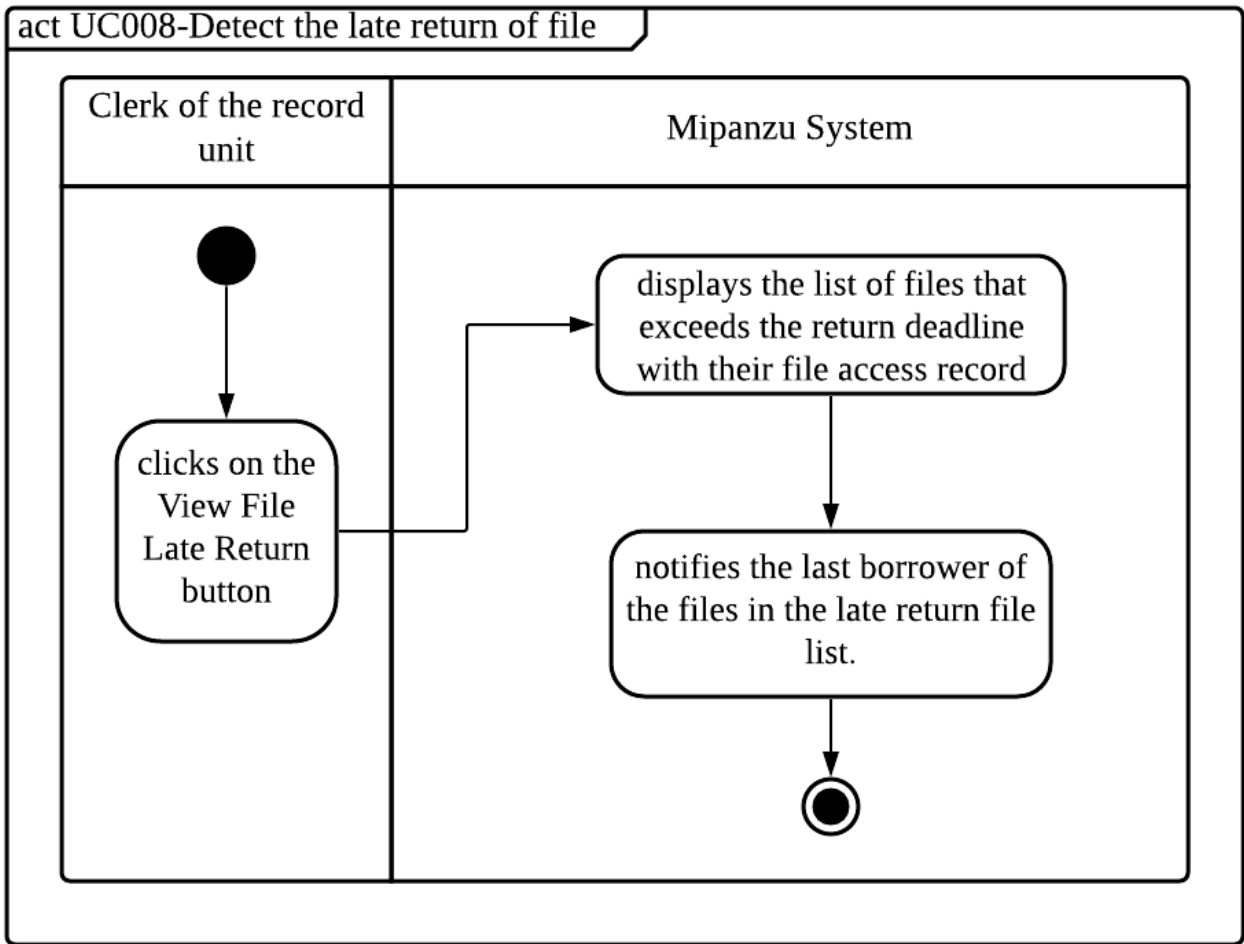 act UC008-Detect the late return of file
Clerk of the record
unit
Mipanzu System
displays the list of files that
exceeds the return deadline
with their file access record
clicks on the
View File
Late Return
button
notifies the last borrower of
the files in the late return file
list.